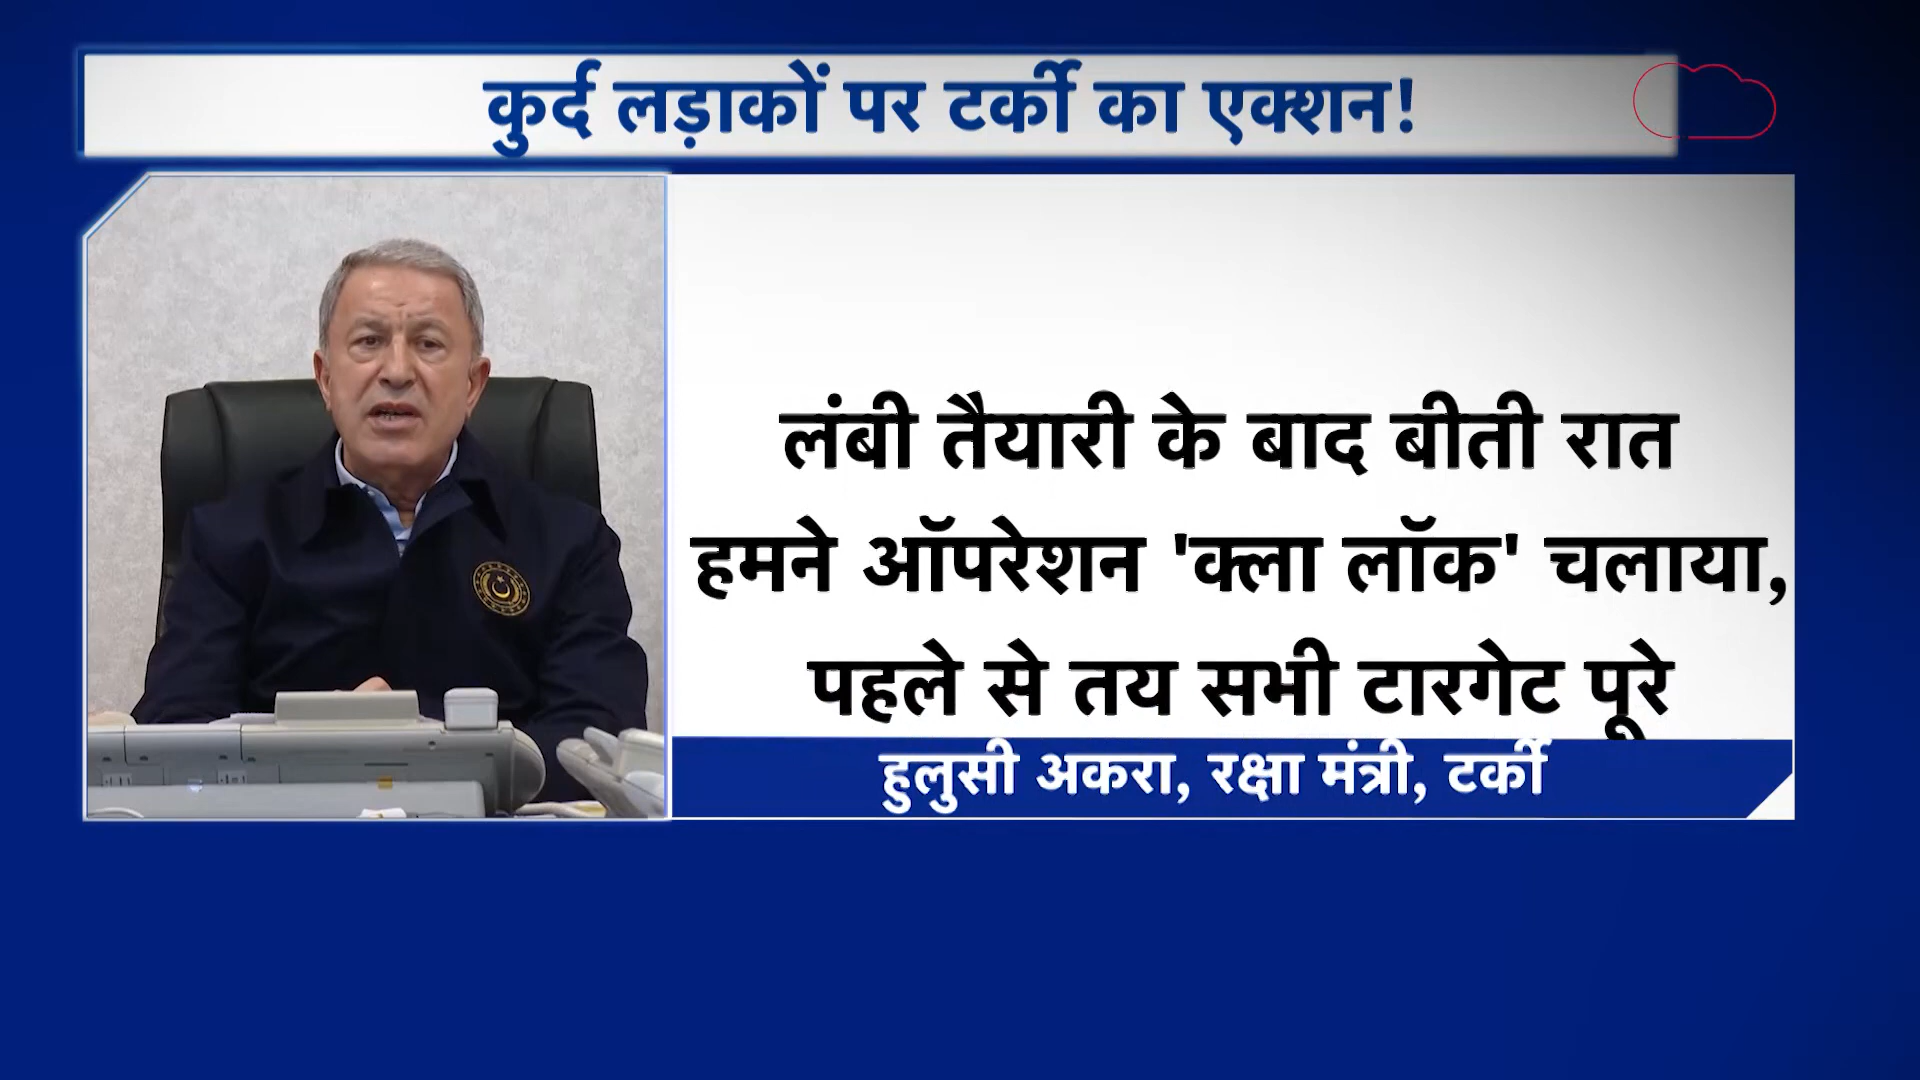 कुर्द लड़ाकों पर टर्की का एक्शन!
लंबी तैयारी के बाद बीती रात
हमने ऑपरेशन 'क्ला लॉक' चलाया,
पहले से तय सभी टारगेट पूरे
हुलुसी अकरा, रक्षा मंत्री, टर्की